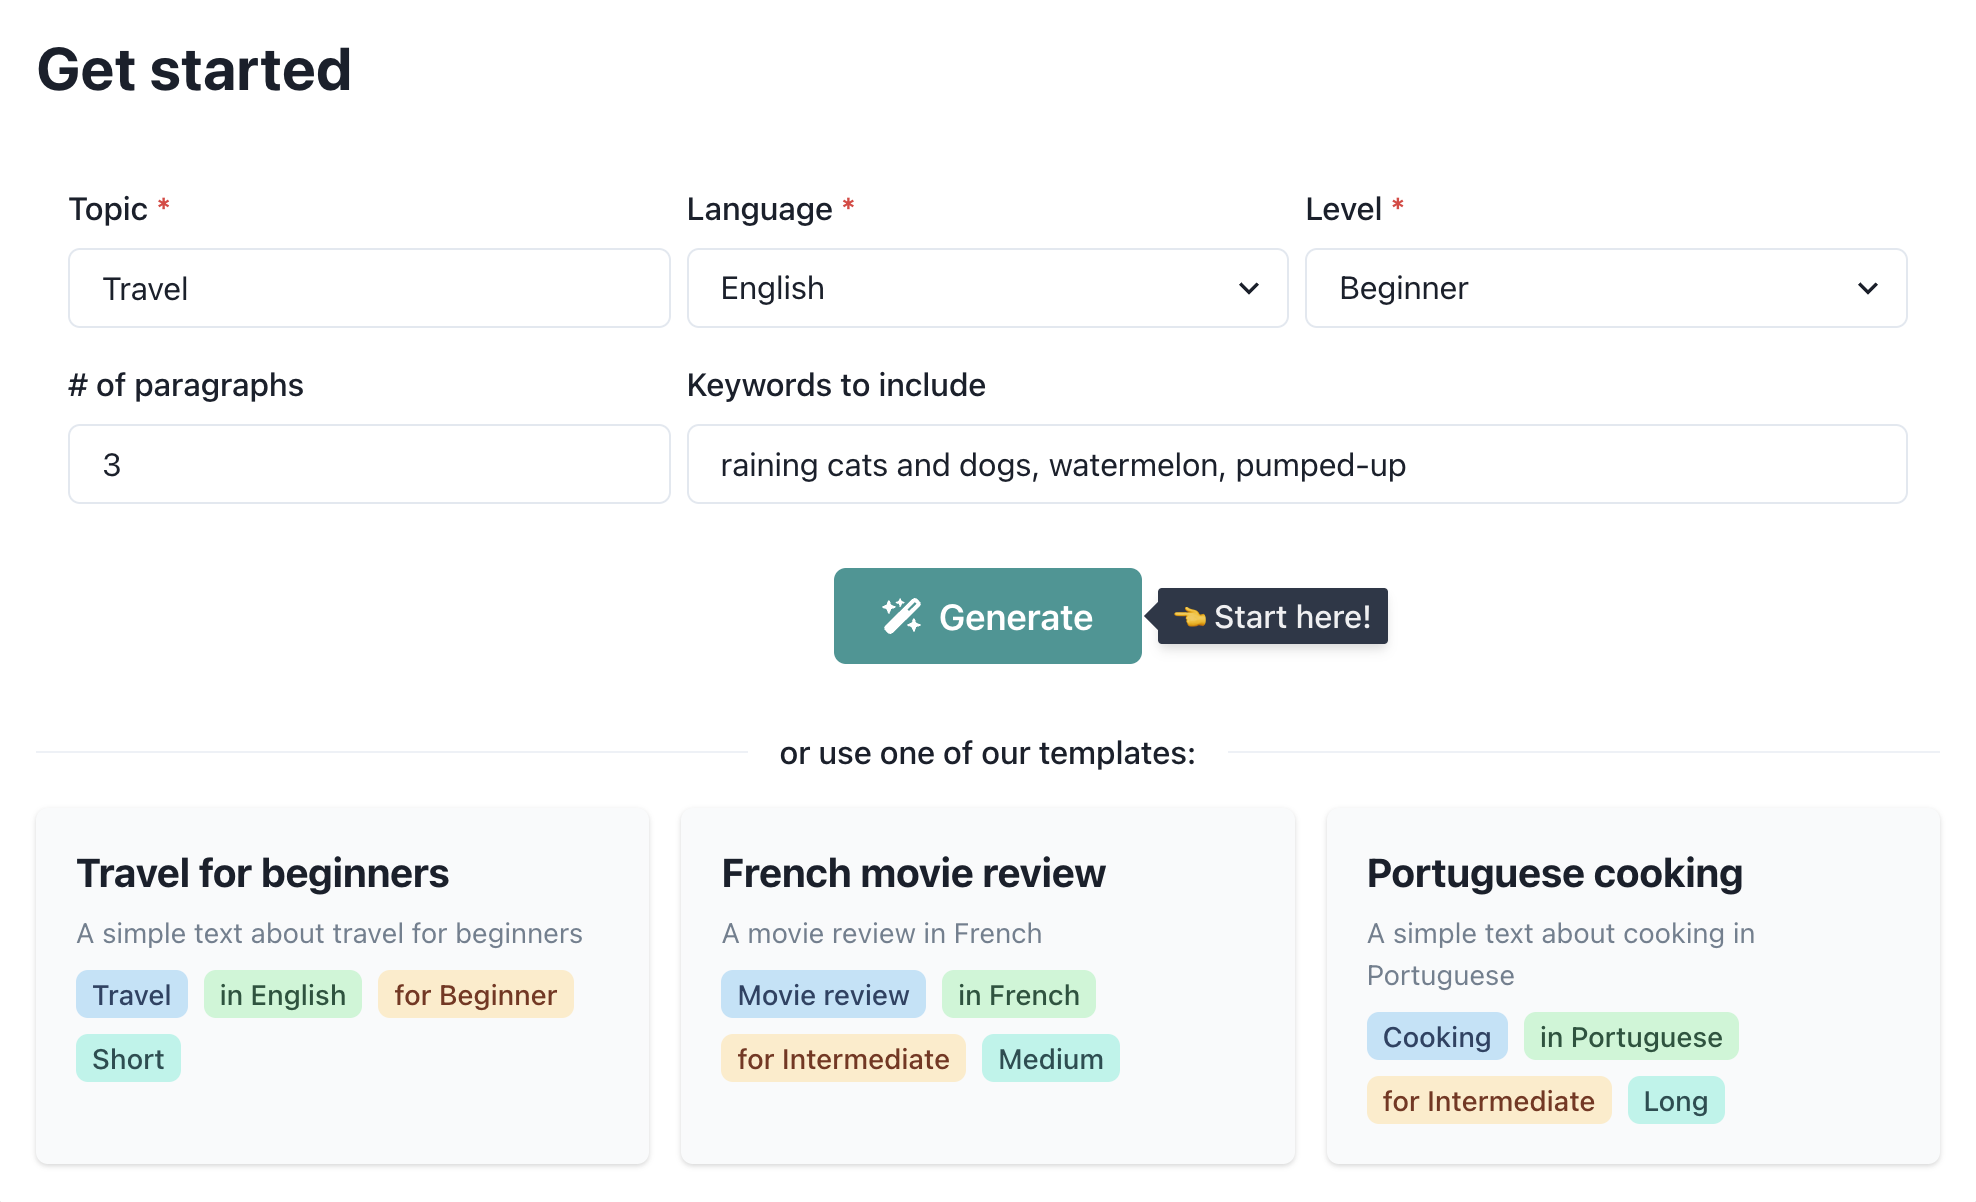 Get started
Topic *
Language *
Level *
Travel
English
Beginner
# of paragraphs
Keywords to include
3
raining cats and dogs, watermelon, pumped-up
Generate
👈 Start here!
or use one of our templates:
Travel for beginners
A simple text about travel for beginners
Travel in English for Beginner
Short
French movie review
A movie review in French
Movie review in French
for Intermediate Medium
Portuguese cooking
A simple text about cooking in
Portuguese
Cooking in Portuguese
for Intermediate Long